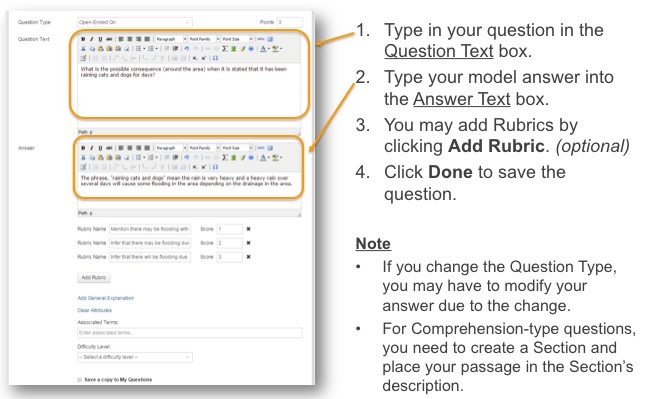 Question Type
Open-Ended Qn
Points 3
Question Text
Paragraph Font Family Font Size
What is the possible consequence (around the area) when it is stated that it has been
raining cats and dogs for days?
Path: p
Answer
Paragraph Font Family Font Size
The phrase, "raining cats and dogs" mean the rain is very heavy and a heavy rain over
several days will cause some flooding in the area depending on the drainage in the area.
Path: p
Rubric Name Mention there may be flooding with Score 1
Rubric Name Infer that there may be flooding due Score 2
Rubric Name Infer that there will be flooding due Score 3
Add Rubric
Add General Explanation
Clear Attributes
Associated Terms:
Enter associated terms..
Difficulty Level:
-- Select a difficulty level --
Save a copy to My Questions
1. Type in your question in the
Question Text box.
2. Type your model answer into
the Answer Text box.
3. You may add Rubrics by
clicking Add Rubric. (optional)
4. Click Done to save the
question.
Note
• If you change the Question Type,
you may have to modify your
answer due to the change.
• For Comprehension-type questions,
you need to create a Section and
place your passage in the Section's
description.